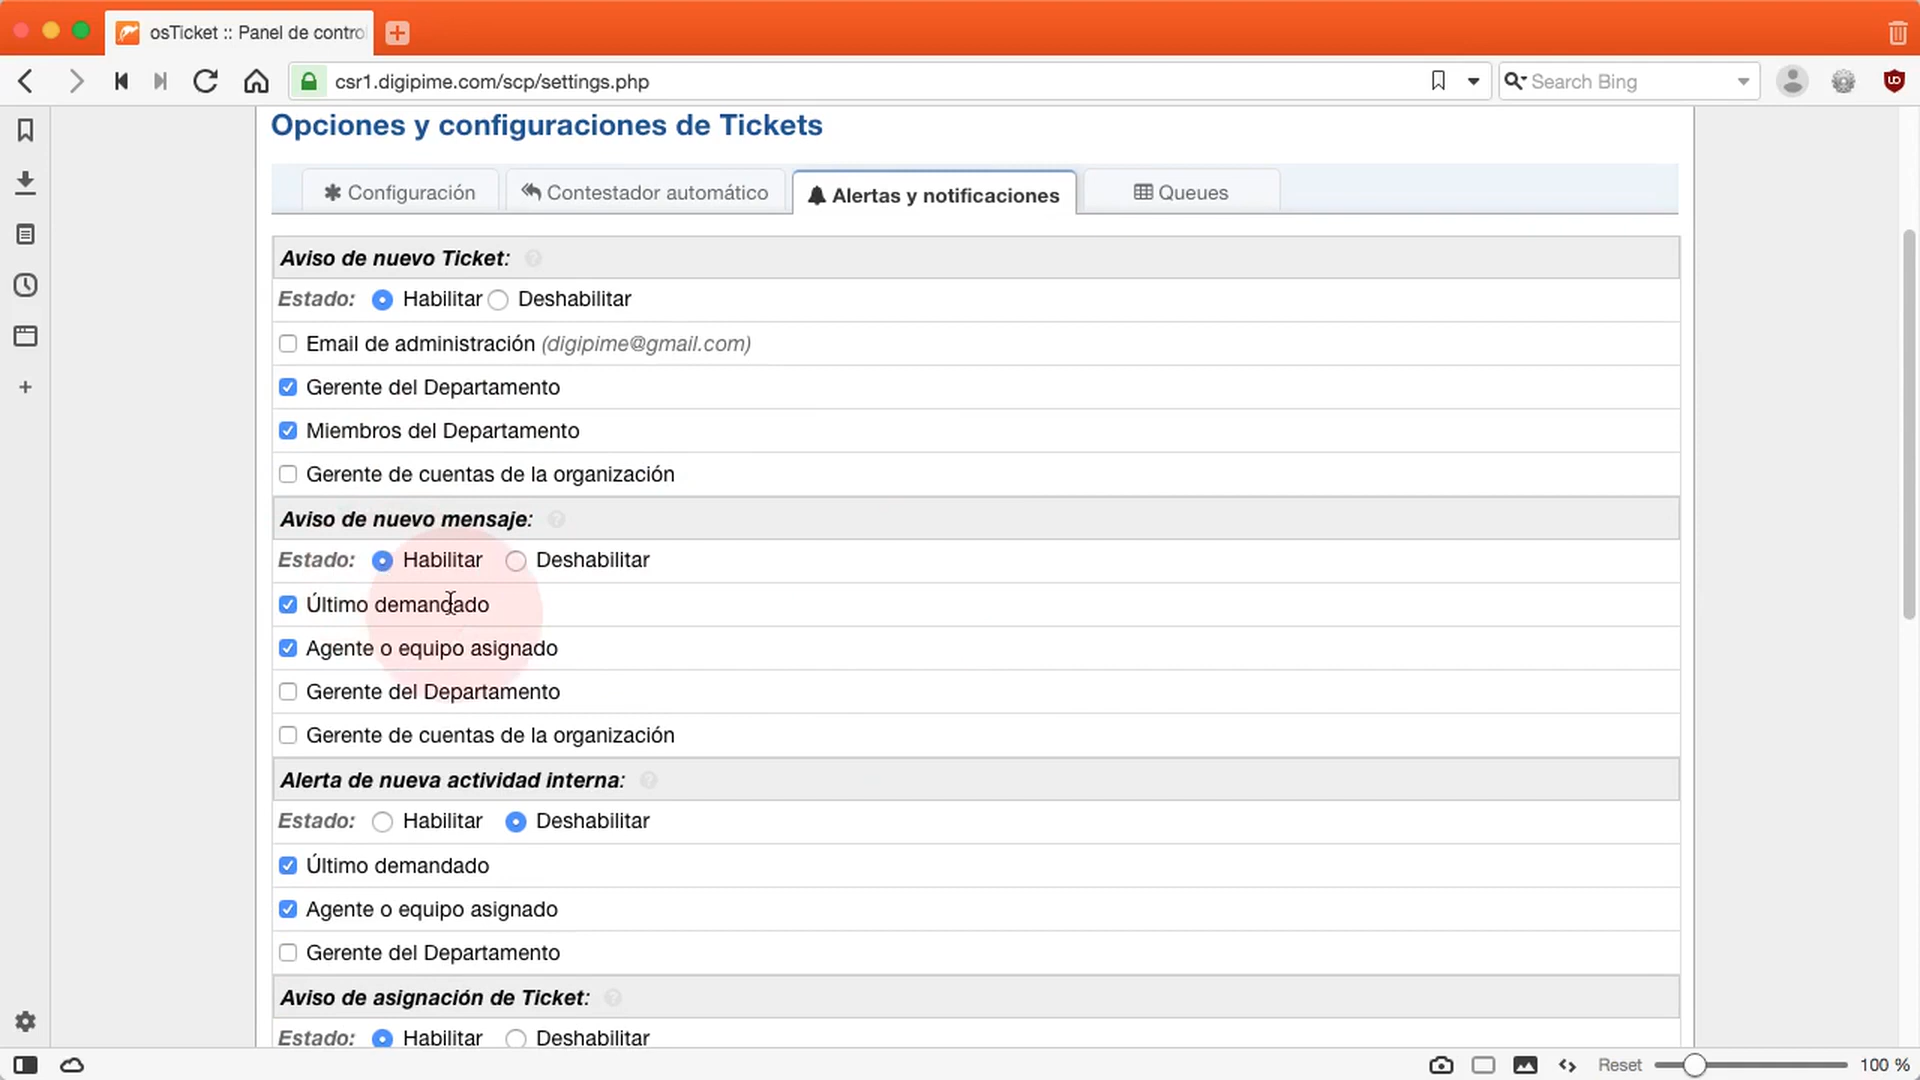 osTicket :: Panel de contro
csr1.digipime.com/scp/settings.php
Search Bing
Opciones y configuraciones de Tickets
Configuración
Contestador automático
Alertas y notificaciones
Queues
Aviso de nuevo Ticket:
Estado: Habilitar Deshabilitar
Email de administración (digipime@gmail.com)
Gerente del Departamento
Miembros del Departamento
Gerente de cuentas de la organización
Aviso de nuevo mensaje:
Estado: Habilitar Deshabilitar
Último demandado
Agente o equipo asignado
Gerente del Departamento
Gerente de cuentas de la organización
Alerta de nueva actividad interna:
Estado: Habilitar Deshabilitar
Último demandado
Agente o equipo asignado
Gerente del Departamento
Aviso de asignación de Ticket:
Estado: Habilitar Deshabilitar
Reset
100 %